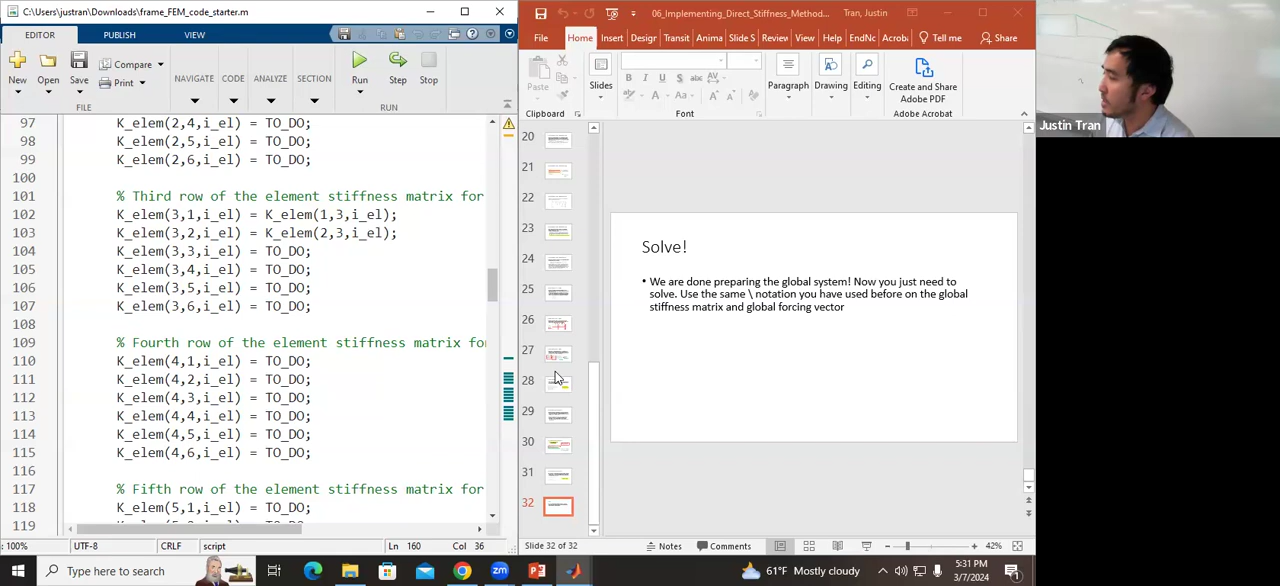 C:\Users\justran\Downloads\frame_FEM_code_starter.m
EDITOR PUBLISH VIEW
New Open Save Compare Print
FILE
NAVIGATE CODE ANALYZE SECTION
Run Step Stop
RUN
97 K_elem(2,4,i_el) = TO_DO;
98 K_elem(2,5,i_el) = TO_DO;
99 K_elem(2,6,i_el) = TO_DO;
100
101 % Third row of the element stiffness matrix for
102 K_elem(3,1,i_el) = K_elem(1,3,i_el);
103 K_elem(3,2,i_el) = K_elem(2,3,i_el);
104 K_elem(3,3,i_el) = TO_DO;
105 K_elem(3,4,i_el) = TO_DO;
106 K_elem(3,5,i_el) = TO_DO;
107 K_elem(3,6,i_el) = TO_DO;
108
109 % Fourth row of the element stiffness matrix for
110 K_elem(4,1,i_el) = TO_DO;
111 K_elem(4,2,i_el) = TO_DO;
112 K_elem(4,3,i_el) = TO_DO;
113 K_elem(4,4,i_el) = TO_DO;
114 K_elem(4,5,i_el) = TO_DO;
115 K_elem(4,6,i_el) = TO_DO;
116
117 % Fifth row of the element stiffness matrix for
118 K_elem(5,1,i_el) = TO_DO;
119
: 100% UTF-8 CRLF script Ln 160 Col 36
06_Implementing_Direct_Stiffness_Method... Tran, Justin
File Home Insert Desigr Transit Anima Slide S Review View Help EndNc Acroba Tell me Share
Paste Slides Paragraph Drawing Editing Create and Share
Adobe PDF
Clipboard Font Adobe Acrobat
20
21
22
23
24
25
26
27
28
29
30
31
32
Solve!
• We are done preparing the global system! Now you just need to
solve. Use the same \ notation you have used before on the global
stiffness matrix and global forcing vector
Slide 32 of 32 Notes Comments 42%
Justin Tran
Type here to search
61°F Mostly cloudy
5:31 PM
3/7/2024